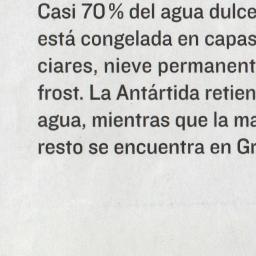 Casi 70 % del agua dulce
está congelada en capas
ciares, nieve permanent
frost. La Antártida retien
agua, mientras que la ma
resto se encuentra en Gr